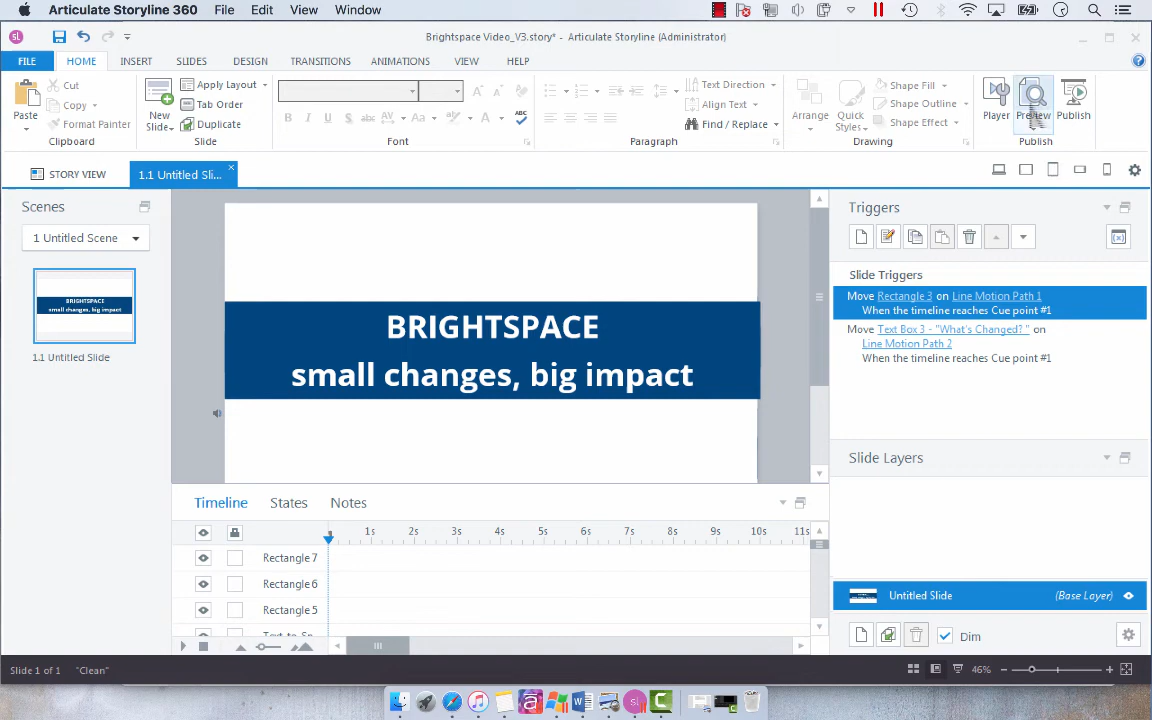 Articulate Storyline 360 File Edit View Window
Brightspace Video_V3.story* - Articulate Storyline (Administrator)
FILE HOME INSERT SLIDES DESIGN TRANSITIONS ANIMATIONS VIEW HELP
Paste
Cut
Copy
Format Painter
Clipboard
New Slide
Apply Layout
Tab Order
Duplicate
Slide
B I U S abc AV Aa A
ABC
Font
Text Direction
Align Text
Find / Replace
Paragraph
Arrange
Quick Styles
Shape Fill
Shape Outline
Shape Effect
Drawing
Player
Preview
Publish
Publish
STORY VIEW
1.1 Untitled Sli...
Scenes
1 Untitled Scene
BRIGHTSPACE
small changes, big impact
1.1 Untitled Slide
BRIGHTSPACE
small changes, big impact
Triggers
Slide Triggers
Move Rectangle 3 on Line Motion Path 1
When the timeline reaches Cue point #1
Move Text Box 3 - "What's Changed? " on
Line Motion Path 2
When the timeline reaches Cue point #1
Slide Layers
Untitled Slide (Base Layer)
Dim
Timeline States Notes
1s 2s 3s 4s 5s 6s 7s 8s 9s 10s 11s
Rectangle 7
Rectangle 6
Rectangle 5
Slide 1 of 1 "Clean"
46%